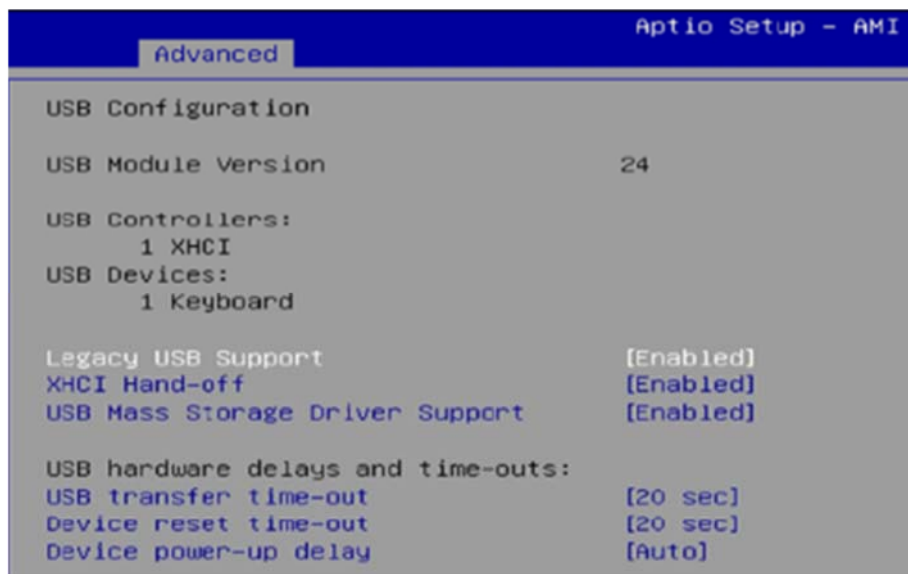 Aptio Setup - AMI
Advanced
USB Configuration
USB Module Version 24
USB Controllers:
1 XHCI
USB Devices:
1 Keyboard
Legacy USB Support [Enabled]
XHCI Hand-off [Enabled]
USB Mass Storage Driver Support [Enabled]
USB hardware delays and time-outs:
USB transfer time-out [20 sec]
Device reset time-out [20 sec]
Device power-up delay [Auto]